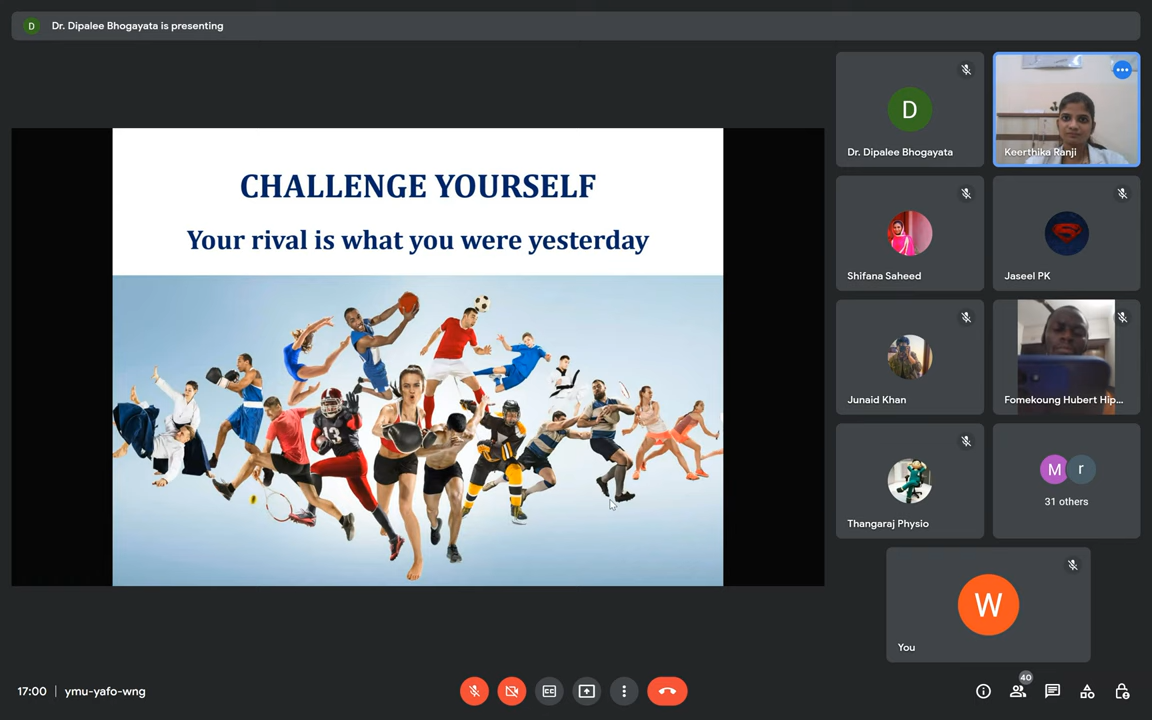 D
Dr. Dipalee Bhogayata is presenting
CHALLENGE YOURSELF
Your rival is what you were yesterday
13
D
Dr. Dipalee Bhogayata
Keerthika Ranji
Shifana Saheed
Jaseel PK
Junaid Khan
Fomekoung Hubert Hip...
Thangaraj Physio
M
r
31 others
W
You
17:00 | ymu-yafo-wng
CC
40